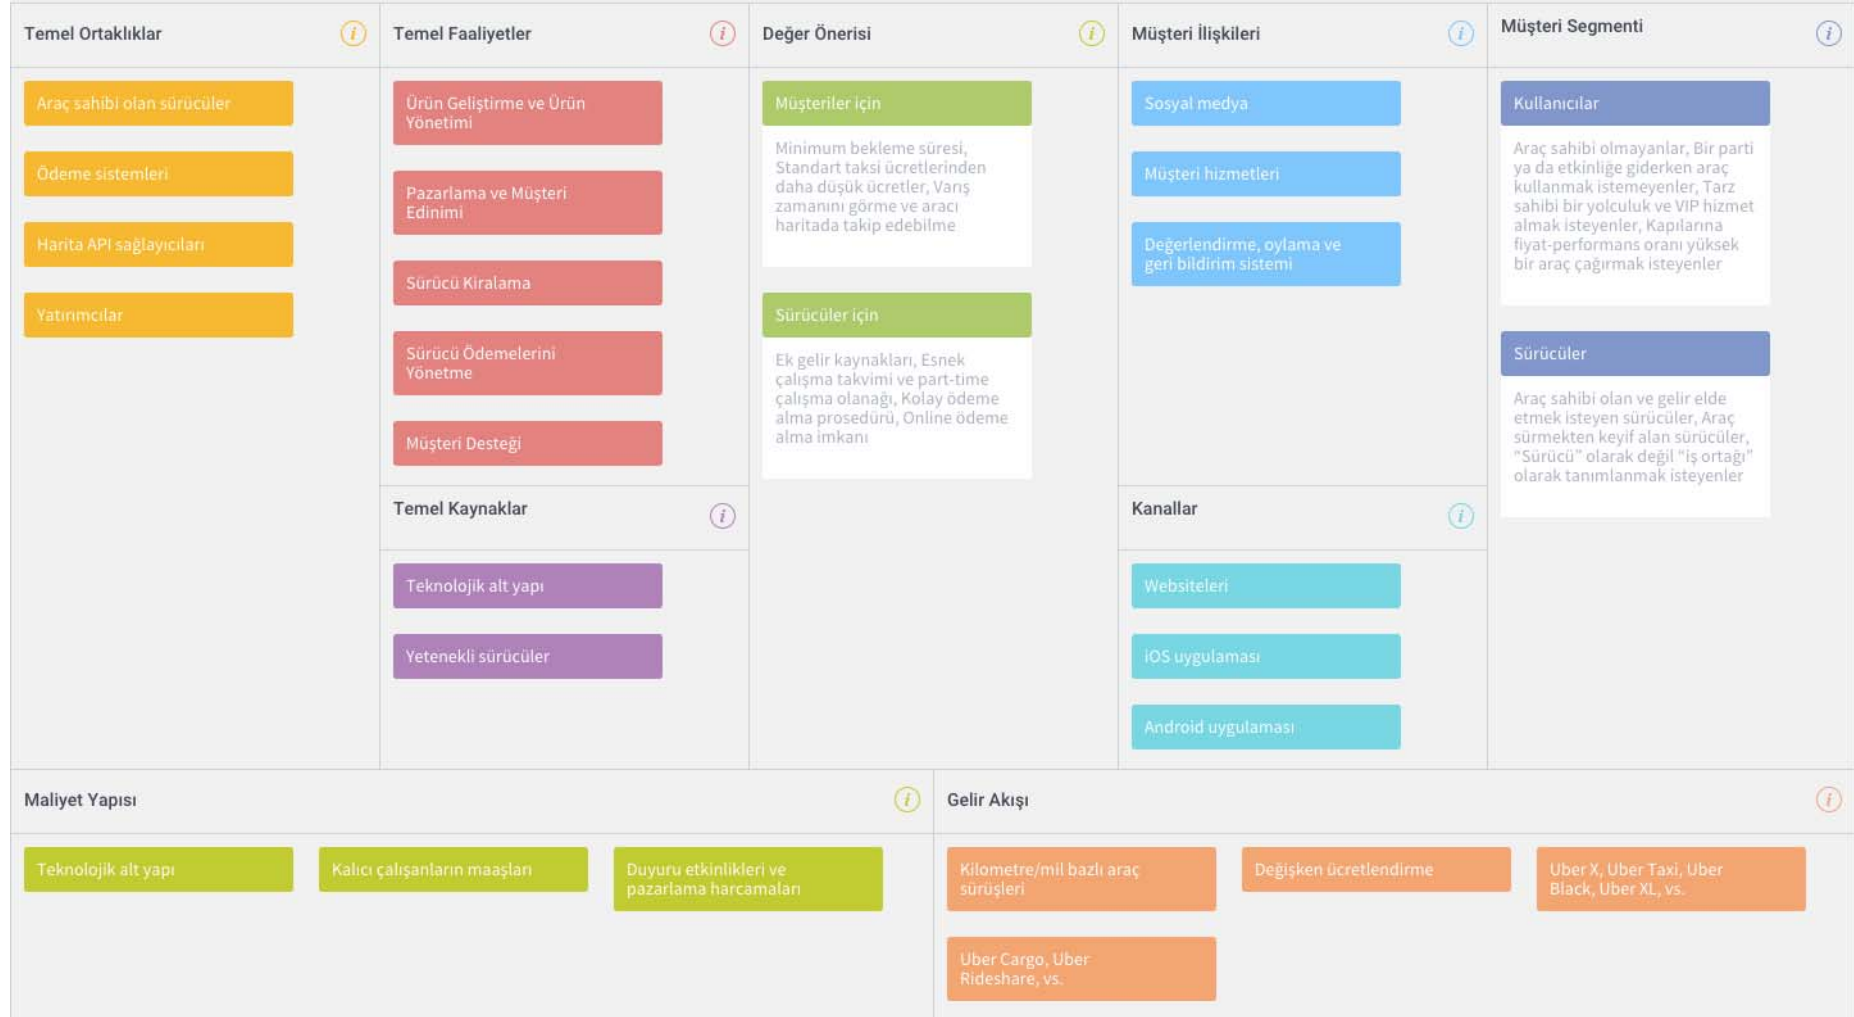 Temel Ortaklıklar
Araç sahibi olan sürücüler
Ödeme sistemleri
Harita API sağlayıcıları
Yatırımcılar
Temel Faaliyetler
Ürün Geliştirme ve Ürün
Yönetimi
Pazarlama ve Müşteri
Edinimi
Sürücü Kiralama
Sürücü Ödemelerini
Yönetme
Müşteri Desteği
Temel Kaynaklar
Teknolojik alt yapı
Yetenekli sürücüler
Değer Önerisi
Müşteriler için
Minimum bekleme süresi,
Standart taksi ücretlerinden
daha düşük ücretler, Varış
zamanını görme ve aracı
haritada takip edebilme
Sürücüler için
Ek gelir kaynakları, Esnek
çalışma takvimi ve part-time
çalışma olanağı, Kolay ödeme
alma prosedürü, Online ödeme
alma imkanı
Müşteri İlişkileri
Sosyal medya
Müşteri hizmetleri
Değerlendirme, oylama ve
geri bildirim sistemi
Kanallar
Websiteleri
iOS uygulaması
Android uygulaması
Müşteri Segmenti
Kullanıcılar
Araç sahibi olmayanlar, Bir parti
ya da etkinliğe giderken araç
kullanmak istemeyenler, Tarz
sahibi bir yolculuk ve VIP hizmet
almak isteyenler, Kapılarına
fiyat-performans oranı yüksek
bir araç çağırmak isteyenler
Sürücüler
Araç sahibi olan ve gelir elde
etmek isteyen sürücüler, Araç
sürmekten keyif alan sürücüler,
“Sürücü” olarak değil “iş ortağı”
olarak tanımlanmak isteyenler
Maliyet Yapısı
Teknolojik alt yapı
Kalıcı çalışanların maaşları
Duyuru etkinlikleri ve
pazarlama harcamaları
Gelir Akışı
Kilometre/mil bazlı araç
sürüşleri
Değişken ücretlendirme
Uber X, Uber Taxi, Uber
Black, Uber XL, vs.
Uber Cargo, Uber
Rideshare, vs.